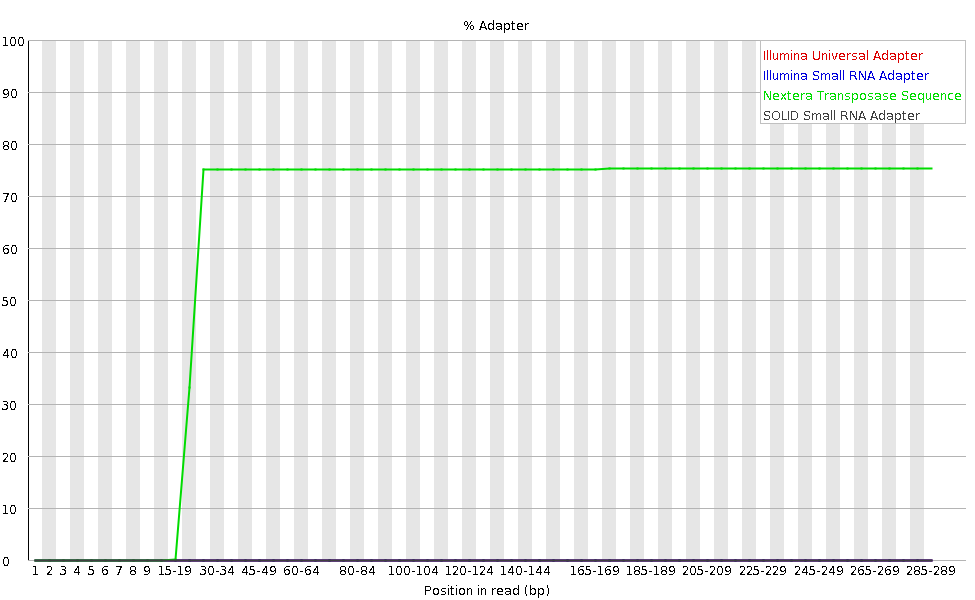 % Adapter
100
90
80
70
60
50
40
30
20
10
0
Illumina Universal Adapter
Illumina Small RNA Adapter
Nextera Transposase Sequence
SOLID Small RNA Adapter
1 2 3 4 5 6 7 8 9 15-19 30-34 45-49 60-64 80-84 100-104 120-124 140-144 165-169 185-189 205-209 225-229 245-249 265-269 285-289
Position in read (bp)